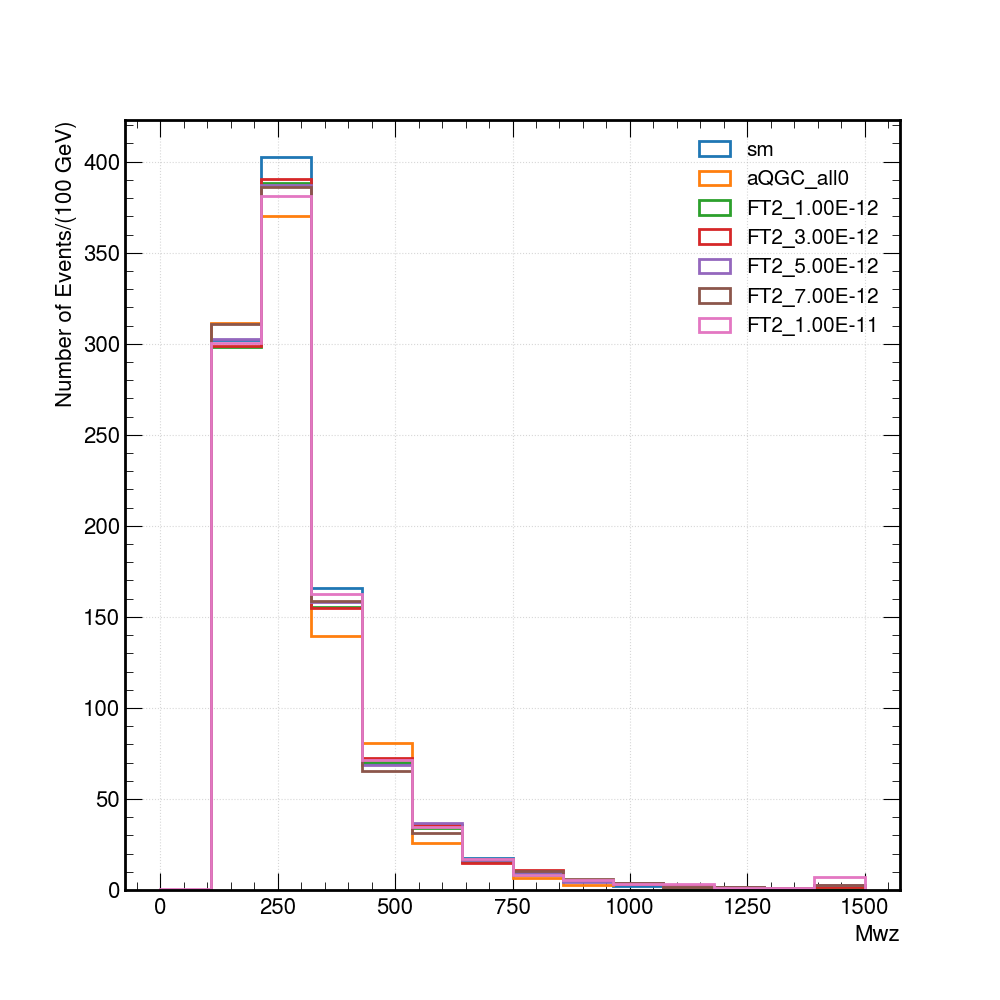 Number of Events/(100 GeV)
400
350
300
250
200
150
100
50
0
sm
aQGC_all0
FT2_1.00E-12
FT2_3.00E-12
FT2_5.00E-12
FT2_7.00E-12
FT2_1.00E-11
0 250 500 750 1000 1250 1500
Mwz